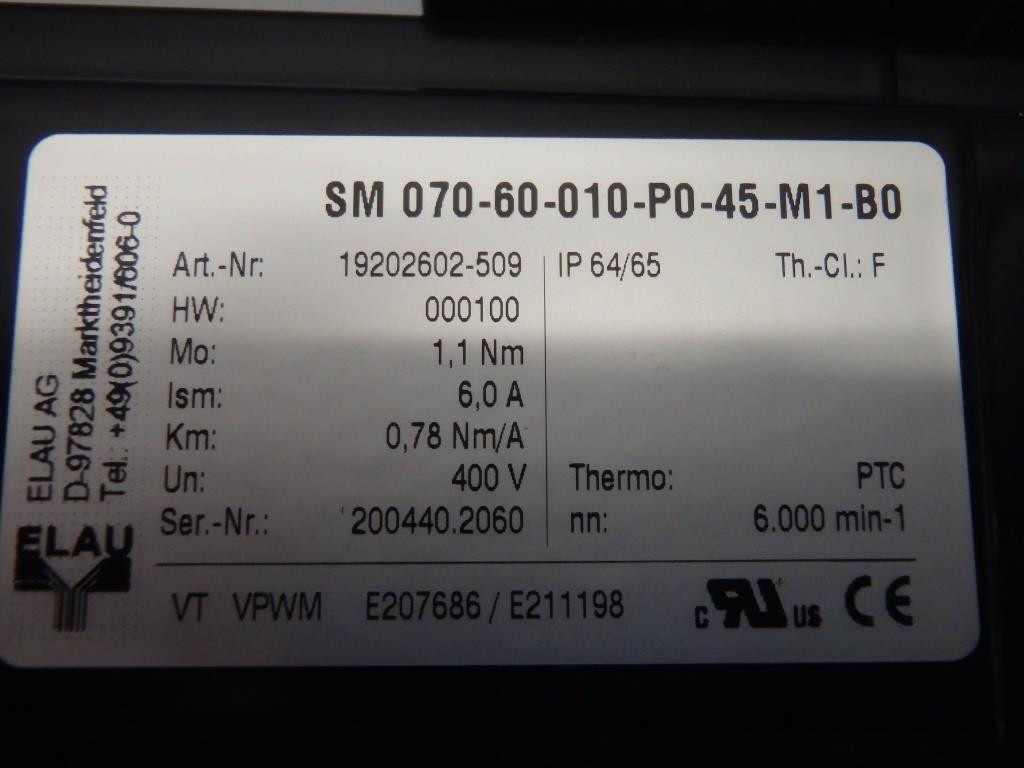 SM 070-60-010-P0-45-M1-B0
Art.-Nr: 19202602-509 IP 64/65 Th.-Cl.: F
HW: 000100
Mo: 1,1 Nm
Ism: 6,0 A
Km: 0,78 Nm/A
Un: 400 V Thermo: PTC
Ser.-Nr.: 200440.2060 nn: 6.000 min-1
VT VPWM E207686 / E211198 c RU us CE
ELAU AG
D-97828 Marktheidenfeld
Tel.: +49(0)9391/606-0
ELAU